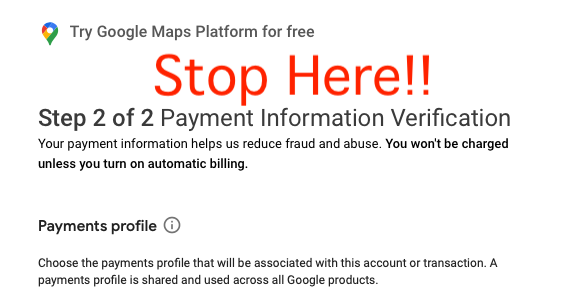 Try Google Maps Platform for free
Stop Here!!
Step 2 of 2 Payment Information Verification
Your payment information helps us reduce fraud and abuse. You won't be charged
unless you turn on automatic billing.
Payments profile
Choose the payments profile that will be associated with this account or transaction. A
payments profile is shared and used across all Google products.